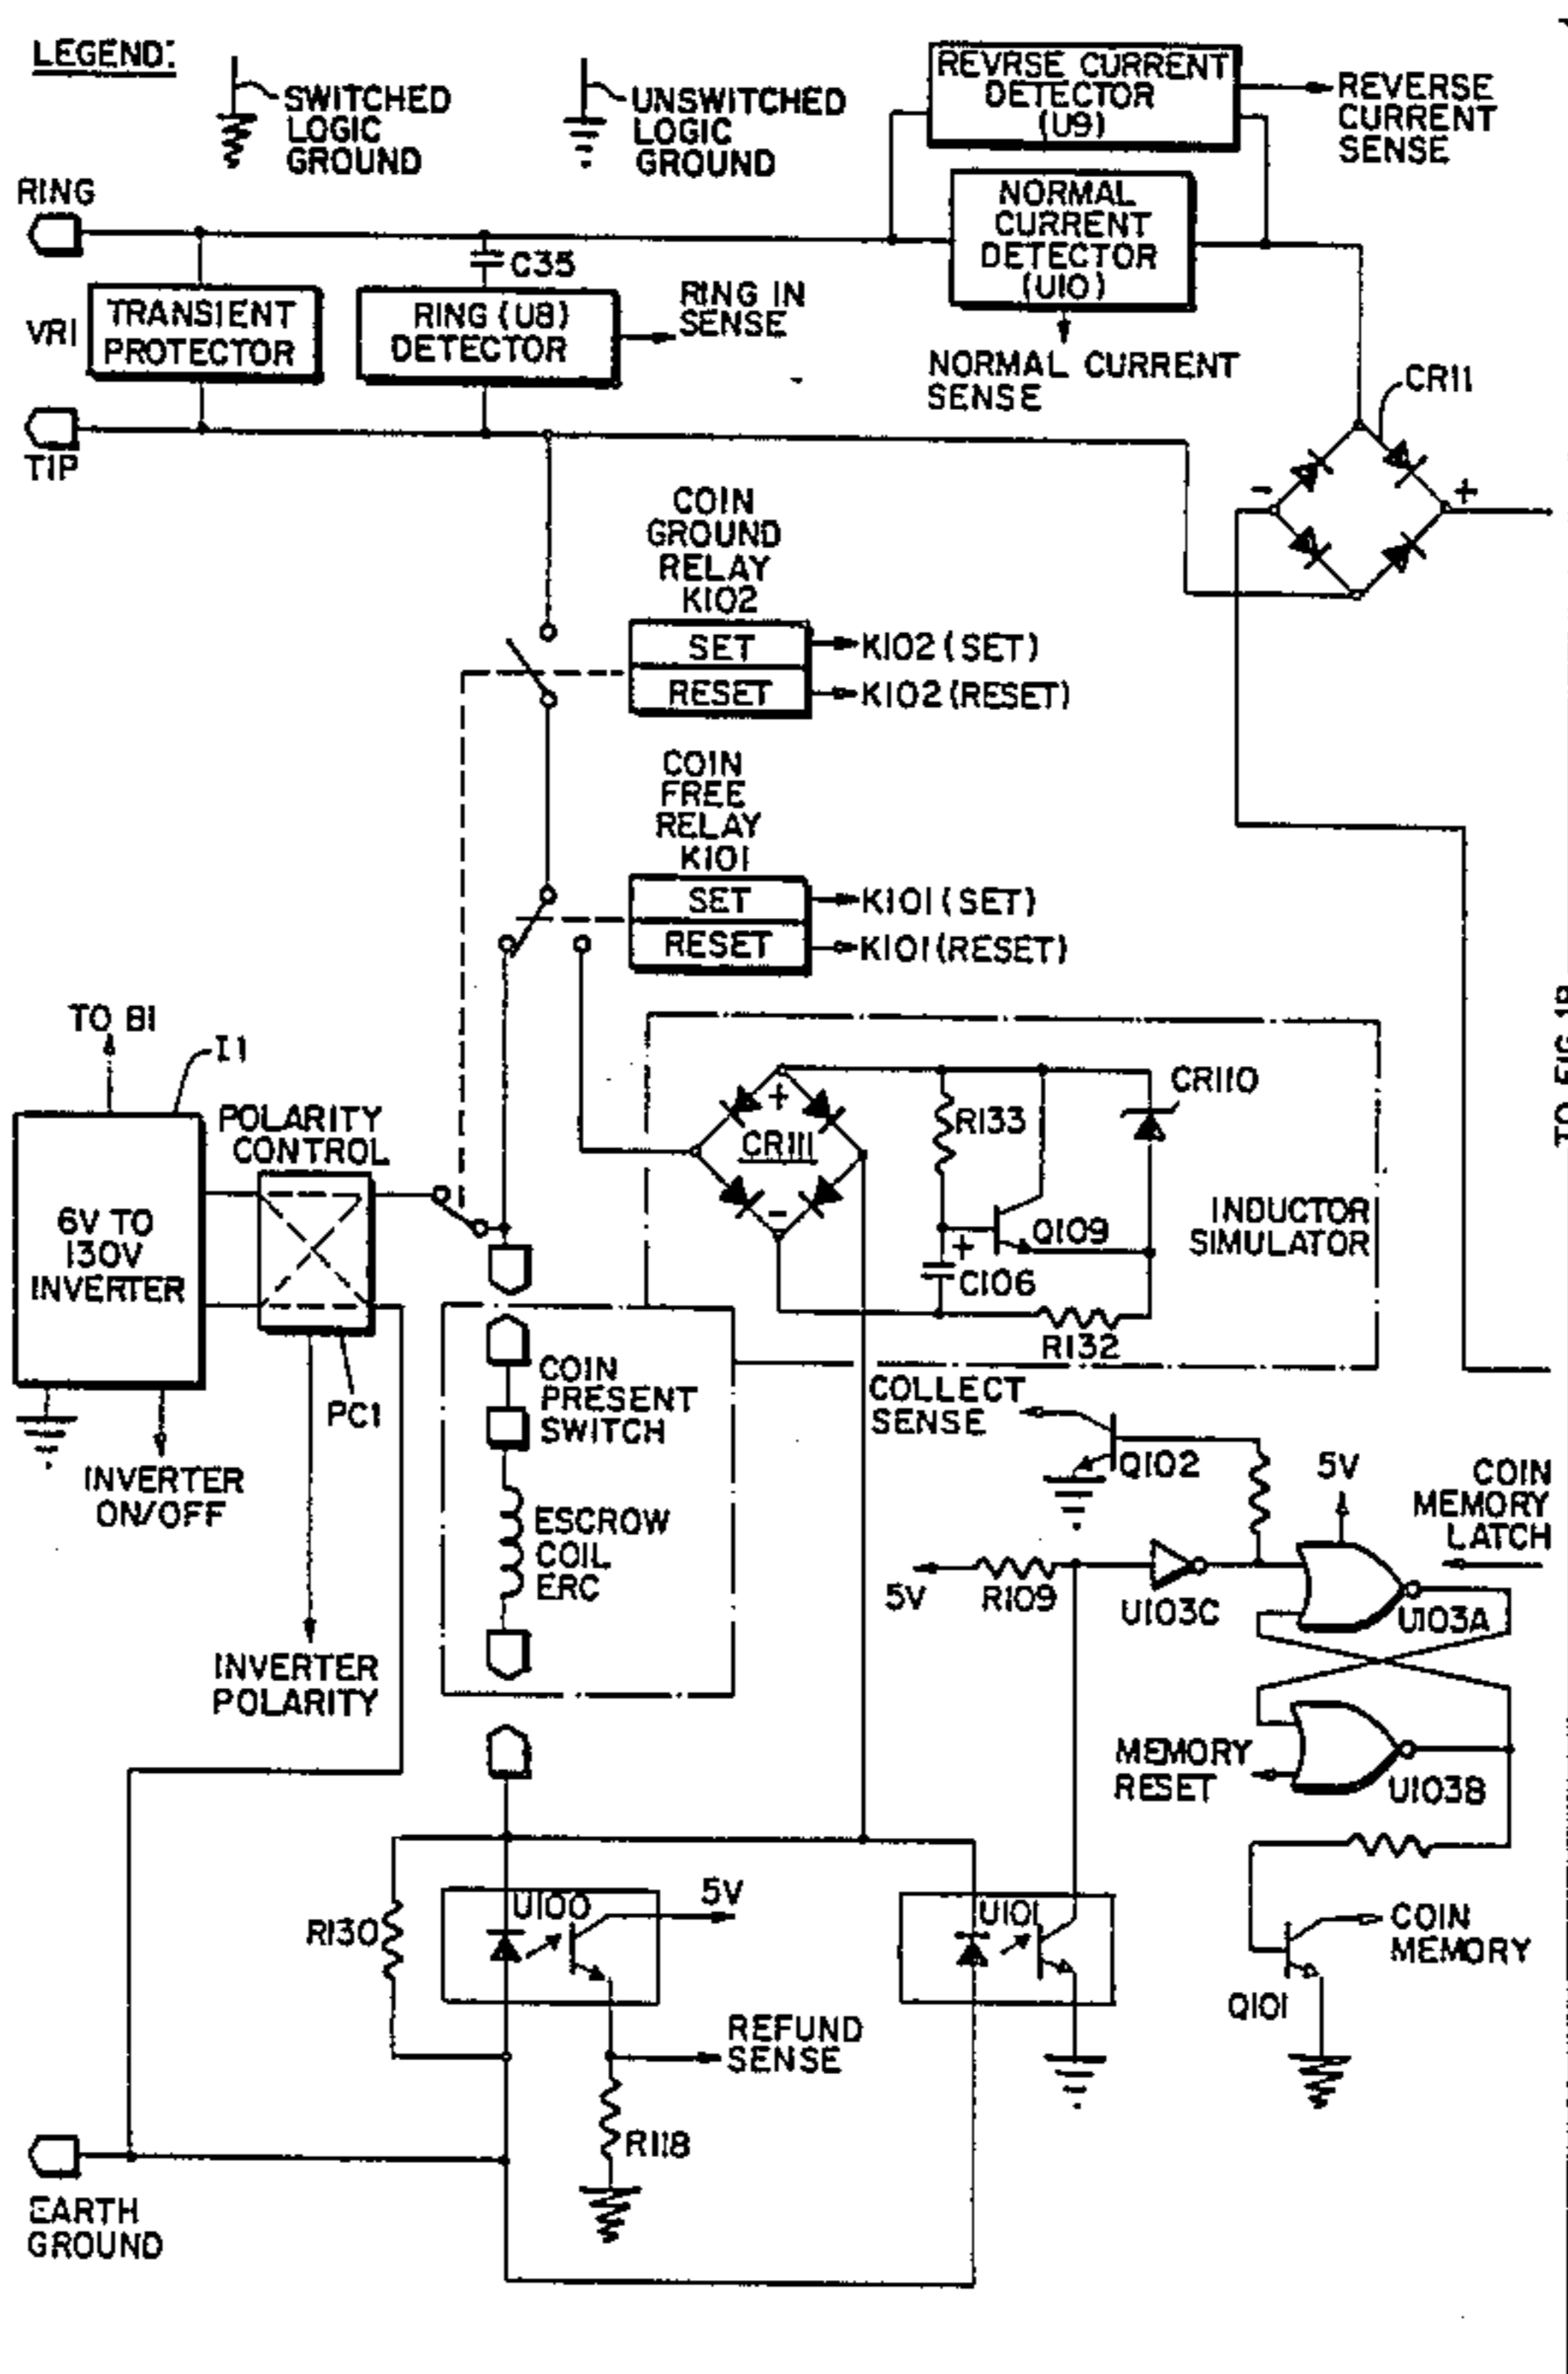 LEGEND:
SWITCHED
LOGIC
GROUND
UNSWITCHED
LOGIC
GROUND
REVRSE CURRENT
DETECTOR
(U9)
REVERSE
CURRENT
SENSE
RING
NORMAL
CURRENT
DETECTOR
(U10)
C35
VR1
TRANSIENT
PROTECTOR
RING (U8)
DETECTOR
RING IN
SENSE
NORMAL CURRENT
SENSE
CR11
TIP
-
+
COIN
GROUND
RELAY
K102
SET
RESET
K102 (SET)
K102 (RESET)
COIN
FREE
RELAY
K101
SET
RESET
K101 (SET)
K101 (RESET)
TO B1
I1
POLARITY
CONTROL
6V TO
130V
INVERTER
PC1
INVERTER
ON/OFF
INVERTER
POLARITY
+
CR111
-
R133
CR110
Q109
+
C106
R132
INDUCTOR
SIMULATOR
COIN
PRESENT
SWITCH
ESCROW
COIL
ERC
COLLECT
SENSE
Q102
5V
COIN
MEMORY
LATCH
5V
R109
U103C
U103A
MEMORY
RESET
U103B
R130
U100
5V
U101
COIN
MEMORY
Q101
REFUND
SENSE
R118
EARTH
GROUND